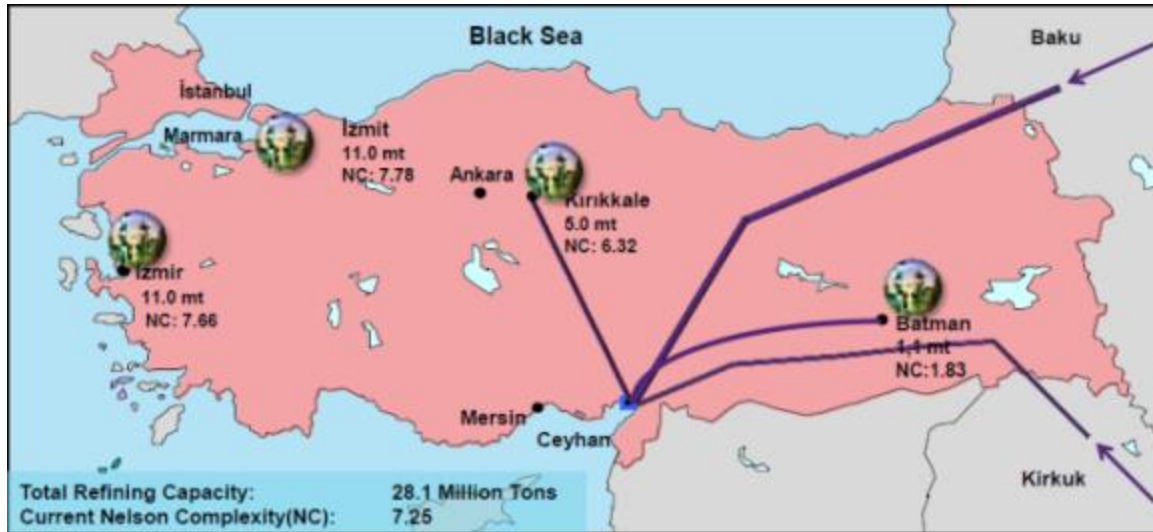 Black Sea
Baku
İstanbul
Marmara
İzmit
11.0 mt
NC: 7.78
Ankara
Kırıkkale
5.0 mt
NC: 6.32
İzmir
11.0 mt
NC: 7.66
Batman
1,1 mt
NC:1.83
Mersin
Ceyhan
Kirkuk
Total Refining Capacity: 28.1 Million Tons
Current Nelson Complexity(NC): 7.25